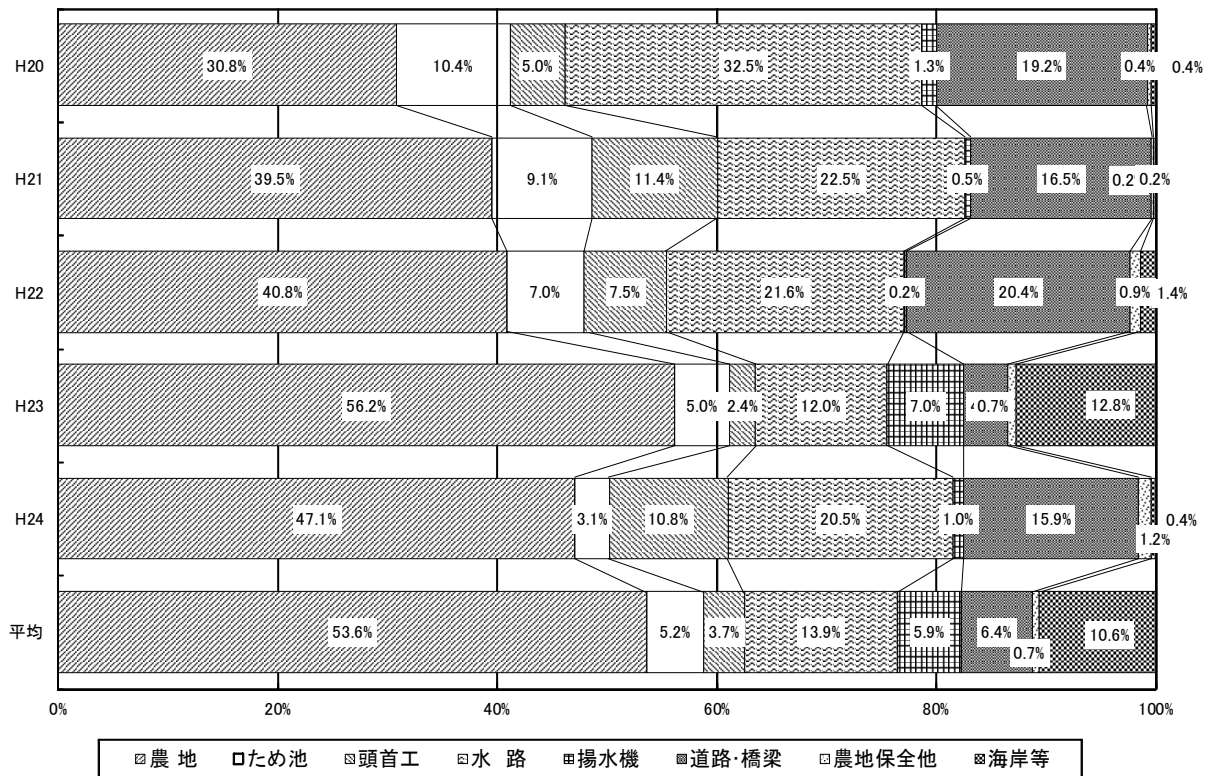 H20 30.8% 10.4% 5.0% 32.5% 1.3% 19.2% 0.4% 0.4%
H21 39.5% 9.1% 11.4% 22.5% 0.5% 16.5% 0.2 0.2%
H22 40.8% 7.0% 7.5% 21.6% 0.2% 20.4% 0.9% 1.4%
H23 56.2% 5.0% 2.4% 12.0% 7.0% 0.7% 12.8%
H24 47.1% 3.1% 10.8% 20.5% 1.0% 15.9% 1.2% 0.4%
平均 53.6% 5.2% 3.7% 13.9% 5.9% 6.4% 0.7% 10.6%
0% 20% 40% 60% 80% 100%
農 地 ため池 頭首工 水 路 揚水機 道路・橋梁 農地保全他 海岸等